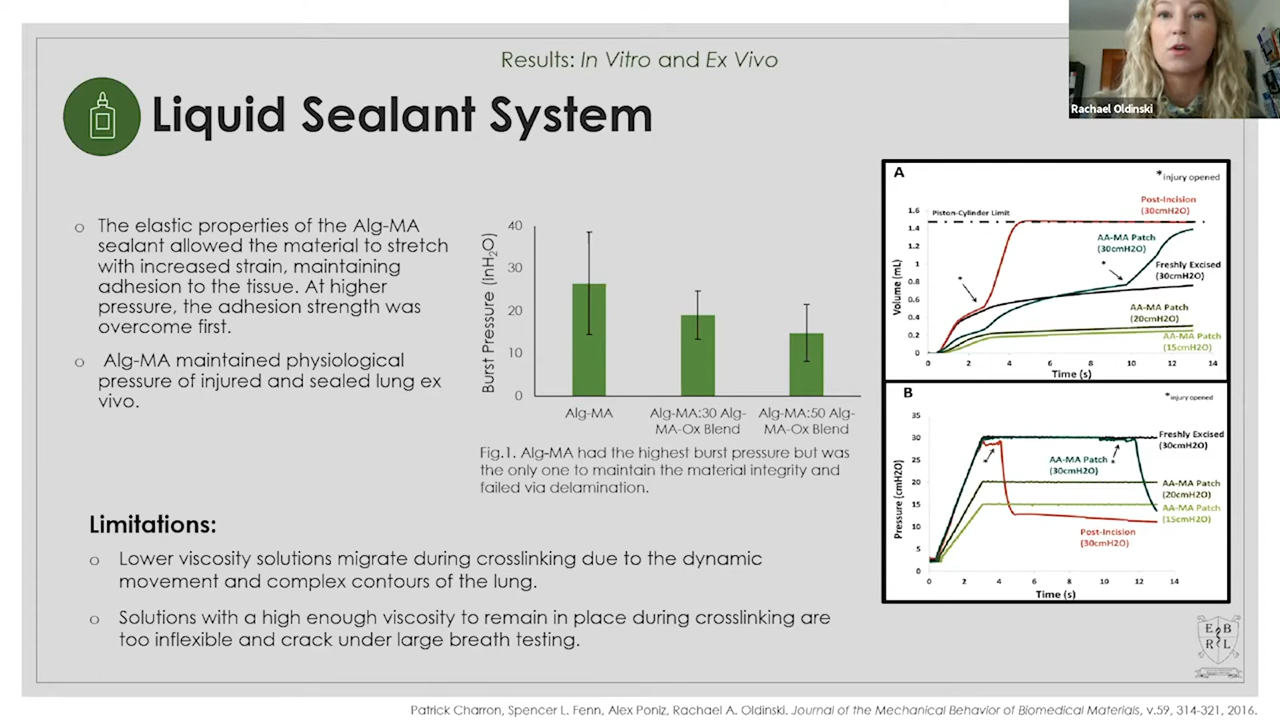 Results: In Vitro and Ex Vivo
Liquid Sealant System
Rachael Oldinski
o The elastic properties of the Alg-MA
sealant allowed the material to stretch
with increased strain, maintaining
adhesion to the tissue. At higher
pressure, the adhesion strength was
overcome first.
o Alg-MA maintained physiological
pressure of injured and sealed lung ex
vivo.
Burst Pressure (inH2O)
40
30
20
10
0
Alg-MA
Alg-MA:30 Alg-
MA-Ox Blend
Alg-MA:50 Alg-
MA-Ox Blend
Fig.1. Alg-MA had the highest burst pressure but was
the only one to maintain the material integrity and
failed via delamination.
A
*injury opened
Post-Incision
(30cmH2O)
Piston-Cylinder Limit
AA-MA Patch
(30cmH2O)
Freshly Excised
(30cmH2O)
AA-MA Patch
(20cmH2O)
AA-MA Patch
(15cmH2O)
Volume (mL)
1.6
1.4
1.2
1
0.8
0.6
0.4
0.2
0
* *
0 2 4 6 8 10 12 14
Time (s)
B
*injury opened
Freshly Excised
(30cmH2O)
AA-MA Patch
(30cmH2O)
AA-MA Patch
(20cmH2O)
AA-MA Patch
(15cmH2O)
Post-Incision
(30cmH2O)
Pressure (cmH2O)
35
30
25
20
15
10
5
0
* *
0 2 4 6 8 10 12 14
Time (s)
Limitations:
o Lower viscosity solutions migrate during crosslinking due to the dynamic
movement and complex contours of the lung.
o Solutions with a high enough viscosity to remain in place during crosslinking are
too inflexible and crack under large breath testing.
E B
R L
Patrick Charron, Spencer L. Fenn, Alex Poniz, Rachael A. Oldinski. Journal of the Mechanical Behavior of Biomedical Materials, v.59, 314-321, 2016.